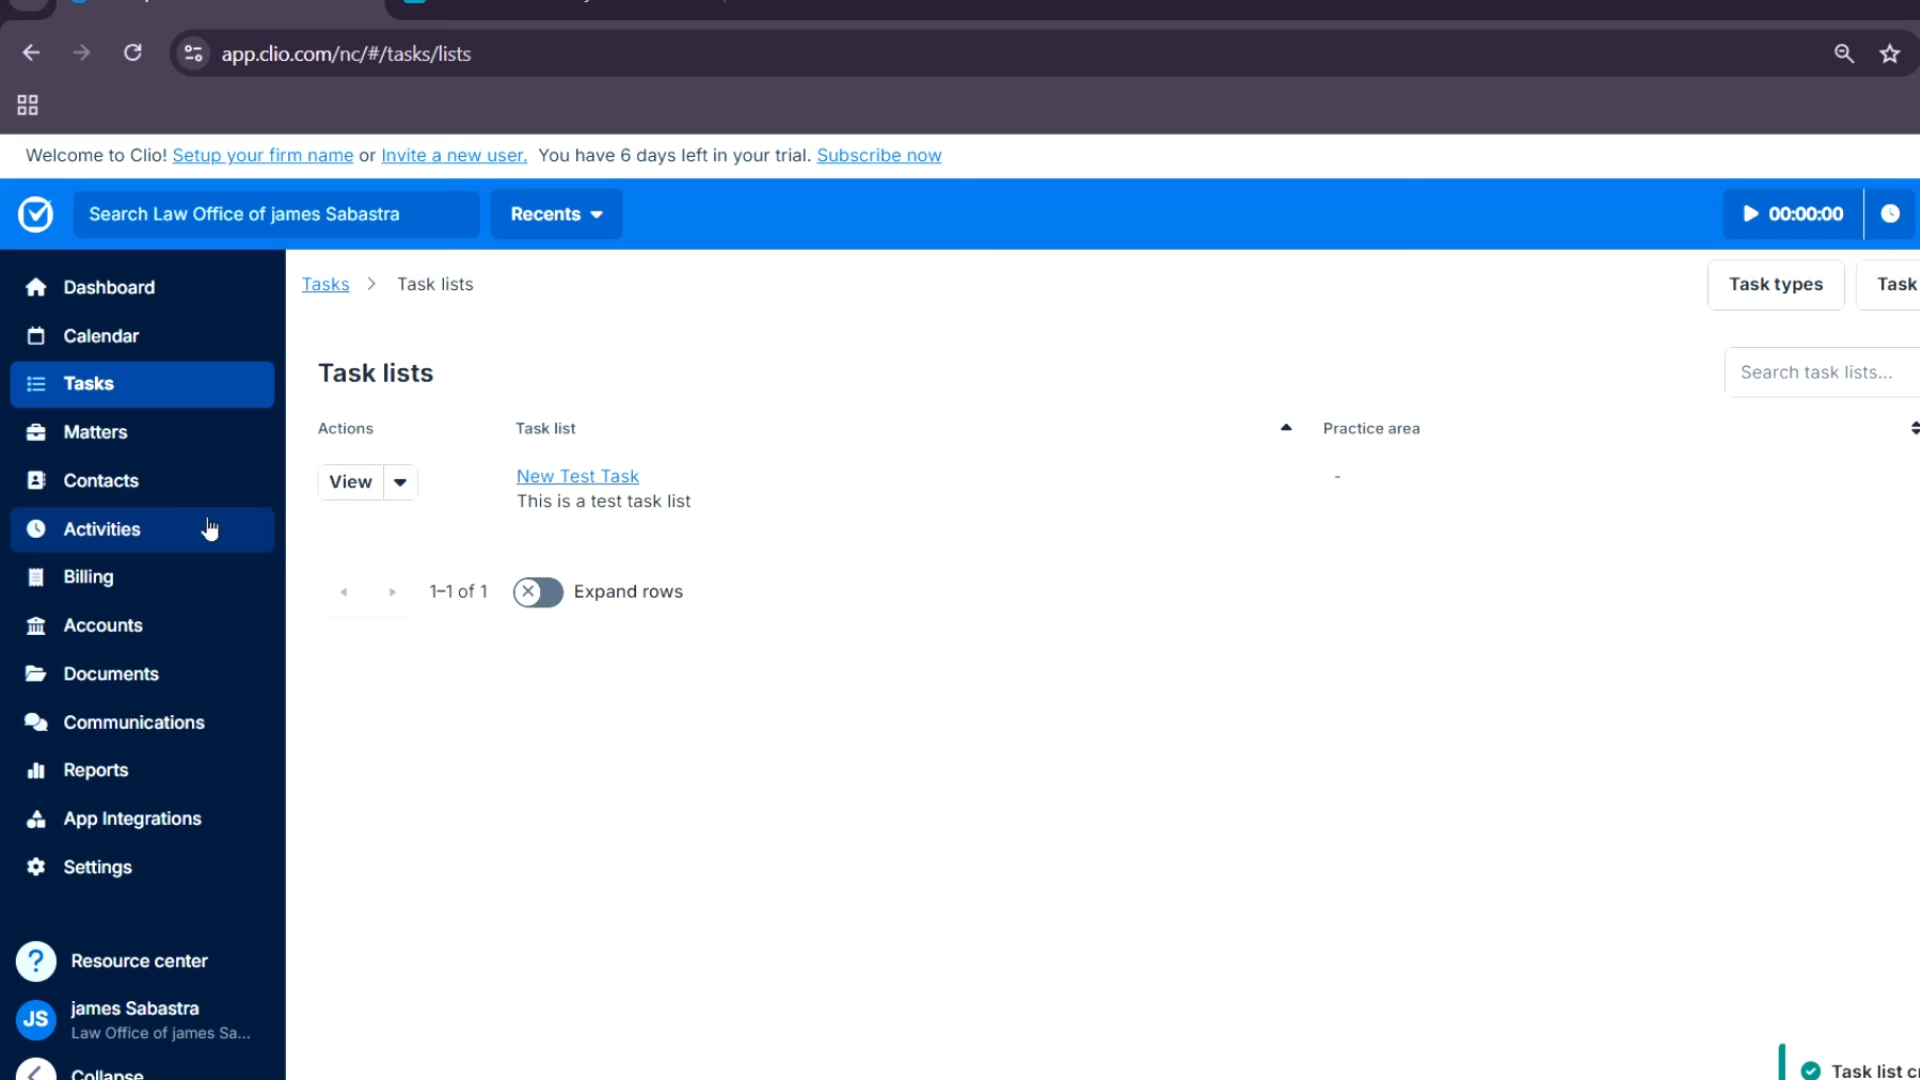 app.clio.com/nc/#/tasks/lists
Welcome to Clio! Setup your firm name or Invite a new user. You have 6 days left in your trial. Subscribe now
Search Law Office of james Sabastra
Recents
00:00:00
Dashboard
Calendar
Tasks
Matters
Contacts
Activities
Billing
Accounts
Documents
Communications
Reports
App Integrations
Settings
Resource center
JS
james Sabastra
Law Office of james Sa...
Collapse
Tasks > Task lists
Task types
Task
Task lists
Search task lists...
Actions
Task list
Practice area
View
New Test Task
-
This is a test task list
1-1 of 1
Expand rows
Task list c